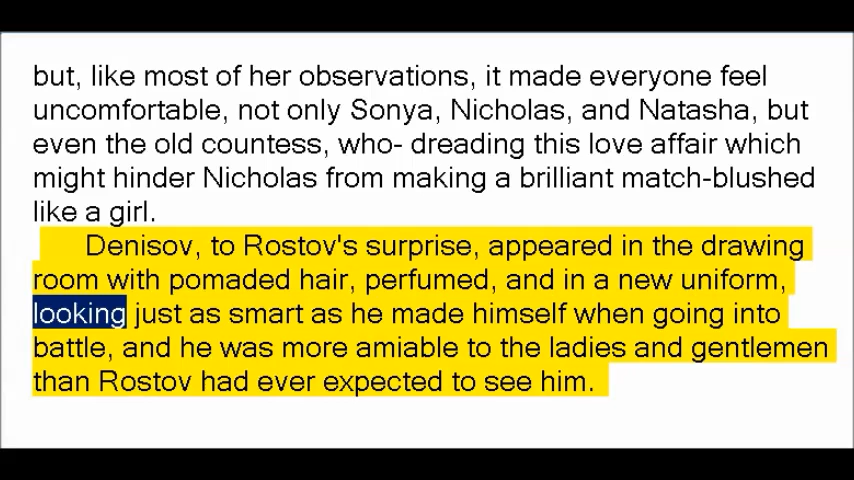 but, like most of her observations, it made everyone feel
uncomfortable, not only Sonya, Nicholas, and Natasha, but
even the old countess, who- dreading this love affair which
might hinder Nicholas from making a brilliant match-blushed
like a girl.
Denisov, to Rostov's surprise, appeared in the drawing
room with pomaded hair, perfumed, and in a new uniform,
looking just as smart as he made himself when going into
battle, and he was more amiable to the ladies and gentlemen
than Rostov had ever expected to see him.